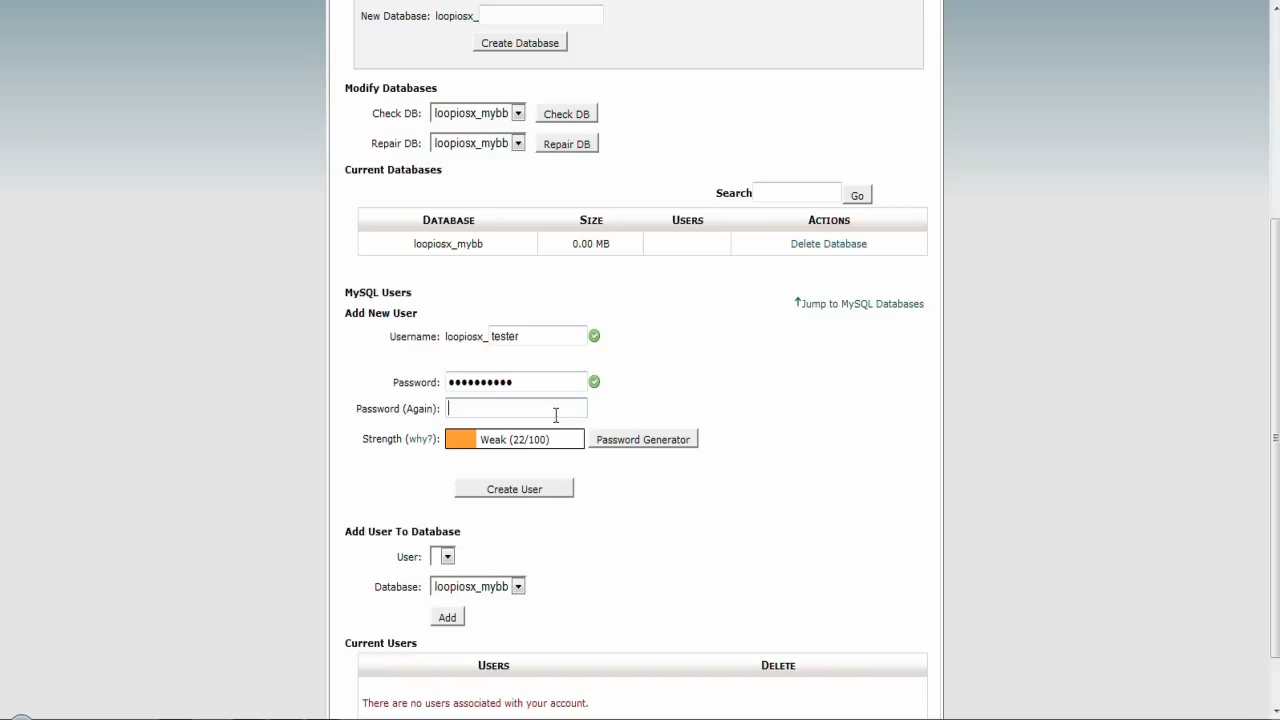 New Database: loopiosx_
Create Database
Modify Databases
Check DB: loopiosx_mybb Check DB
Repair DB: loopiosx_mybb Repair DB
Current Databases
Search Go
DATABASE SIZE USERS ACTIONS
loopiosx_mybb 0.00 MB Delete Database
MySQL Users
↑Jump to MySQL Databases
Add New User
Username: loopiosx_ tester
Password: ••••••••••
Password (Again):
Strength (why?): Weak (22/100) Password Generator
Create User
Add User To Database
User:
Database: loopiosx_mybb
Add
Current Users
USERS DELETE
There are no users associated with your account.